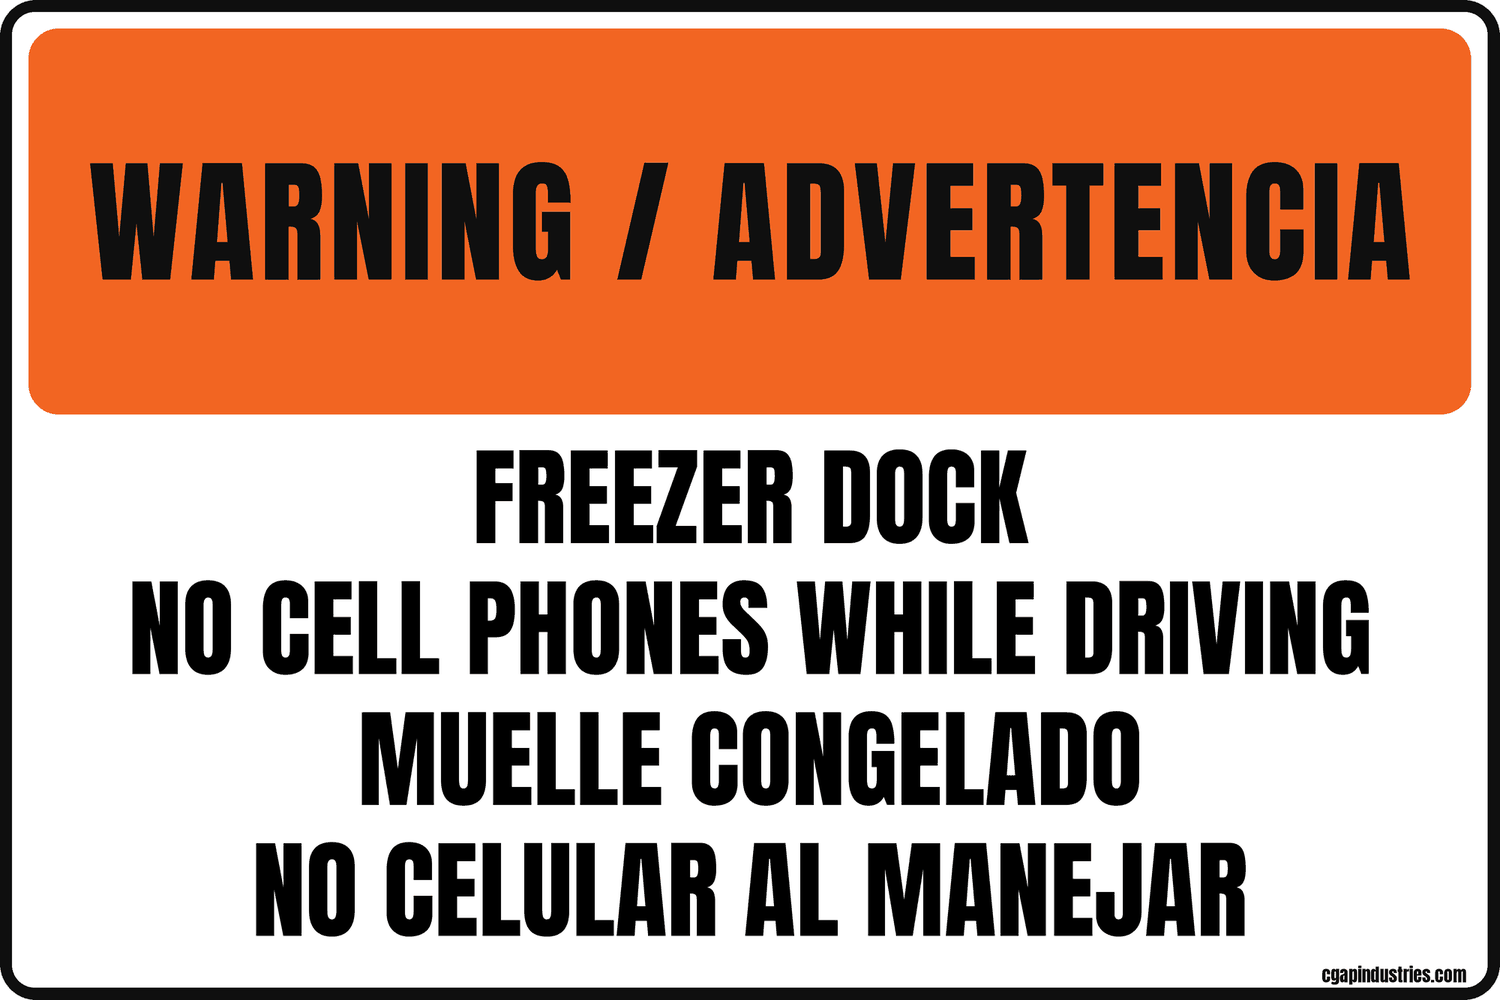 WARNING / ADVERTENCIA
FREEZER DOCK
NO CELL PHONES WHILE DRIVING
MUELLE CONGELADO
NO CELULAR AL MANEJAR
cgapindustries.com